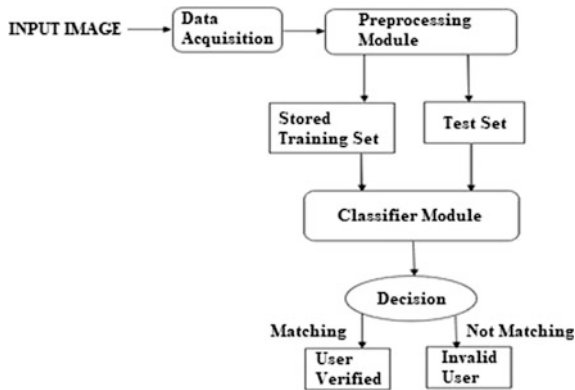 INPUT IMAGE
Data
Acquisition
Preprocessing
Module
Stored
Training Set
Test Set
Classifier Module
Decision
Matching
Not Matching
User
Verified
Invalid
User